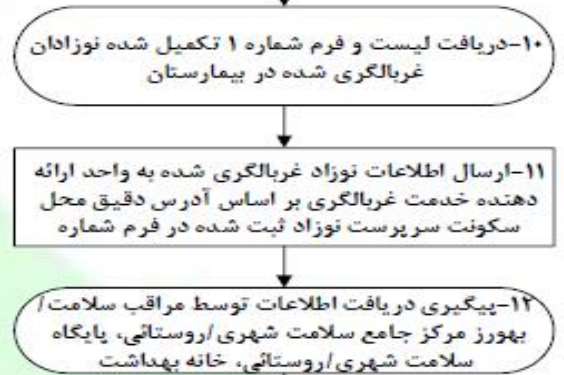 ۱۰-دریافت لیست و فرم شماره ۱ تکمیل شده نوزادان
غربالگری شده در بیمارستان
۱۱-ارسال اطلاعات نوزاد غربالگری شده به واحد ارائه
دهنده خدمت غربالگری بر اساس آدرس دقیق محل
سکونت سرپرست نوزاد ثبت شده در فرم شماره
۱۲-پیگیری دریافت اطلاعات توسط مراقب سلامت/
بهورز مرکز جامع سلامت شهری/روستائی، پایگاه
سلامت شهری/روستائی، خانه بهداشت